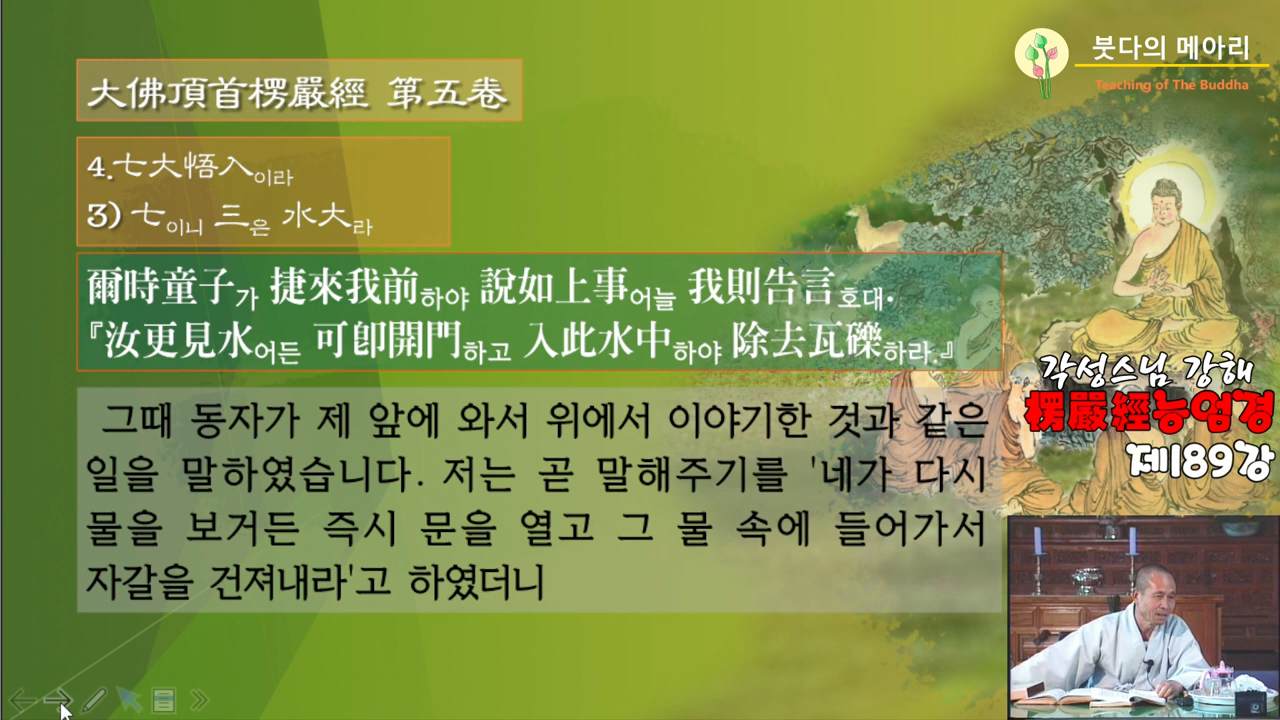 大佛頂首楞嚴經 第五卷
4.七大悟入이라
3) 七이니 三은 水大라
爾時童子가 捷來我前하야 說如上事어늘 我則告言호대.
『汝更見水어든 可卽開門하고 入此水中하야 除去瓦礫하라.』
그때 동자가 제 앞에 와서 위에서 이야기한 것과 같은
일을 말하였습니다. 저는 곧 말해주기를 '네가 다시
물을 보거든 즉시 문을 열고 그 물 속에 들어가서
자갈을 건져내라'고 하였더니
붓다의 메아리
Teaching of The Buddha
각성스님 강해
楞嚴經능엄경
제189강